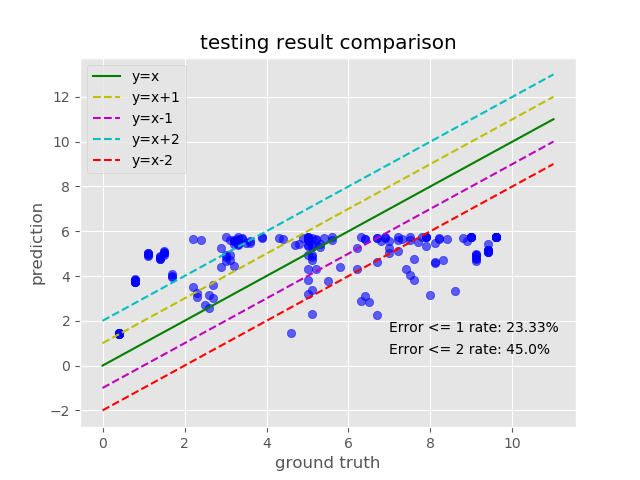 testing result comparison
y=x
y=x+1
y=x-1
y=x+2
y=x-2
12
10
8
6
4
2
0
−2
prediction
Error <= 1 rate: 23.33%
Error <= 2 rate: 45.0%
0 2 4 6 8 10
ground truth